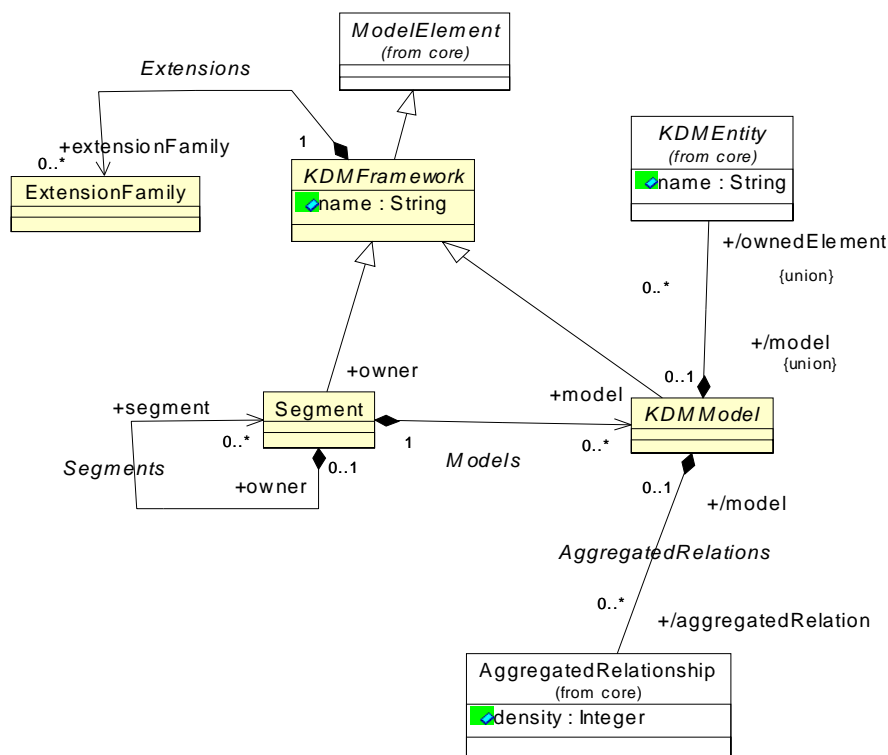 ModelElement
(from core)
Extensions
+extensionFamily
0..*
1
ExtensionFamily
KDMFramework
name : String
KDMEntity
(from core)
name : String
+/ownedElement
{union}
0..*
+/model
{union}
0..1
+owner
+segment
Segment
+model
KDMModel
0..*
1
0..*
Segments
0..1
Models
+owner
0..1
+/model
AggregatedRelations
0..*
+/aggregatedRelation
AggregatedRelationship
(from core)
density : Integer